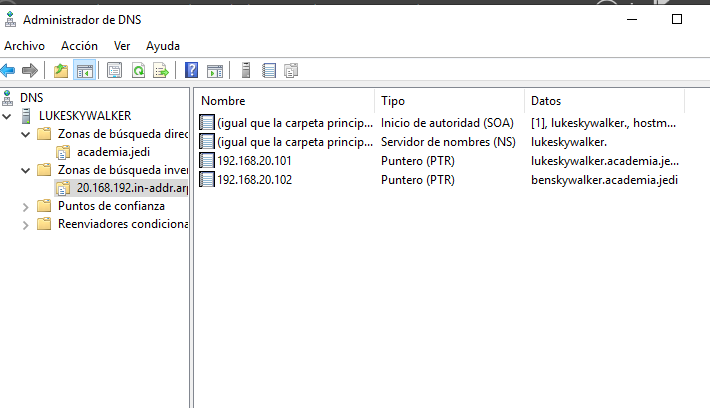 Administrador de DNS
Archivo Acción Ver Ayuda
DNS
LUKESKYWALKER
Zonas de búsqueda direc
academia.jedi
Zonas de búsqueda inver
20.168.192.in-addr.arp
Puntos de confianza
Reenviadores condiciona
Nombre Tipo Datos
(igual que la carpeta princip... Inicio de autoridad (SOA) [1], lukeskywalker., hostm...
(igual que la carpeta princip... Servidor de nombres (NS) lukeskywalker.
192.168.20.101 Puntero (PTR) lukeskywalker.academia.je...
192.168.20.102 Puntero (PTR) benskywalker.academia.jedi